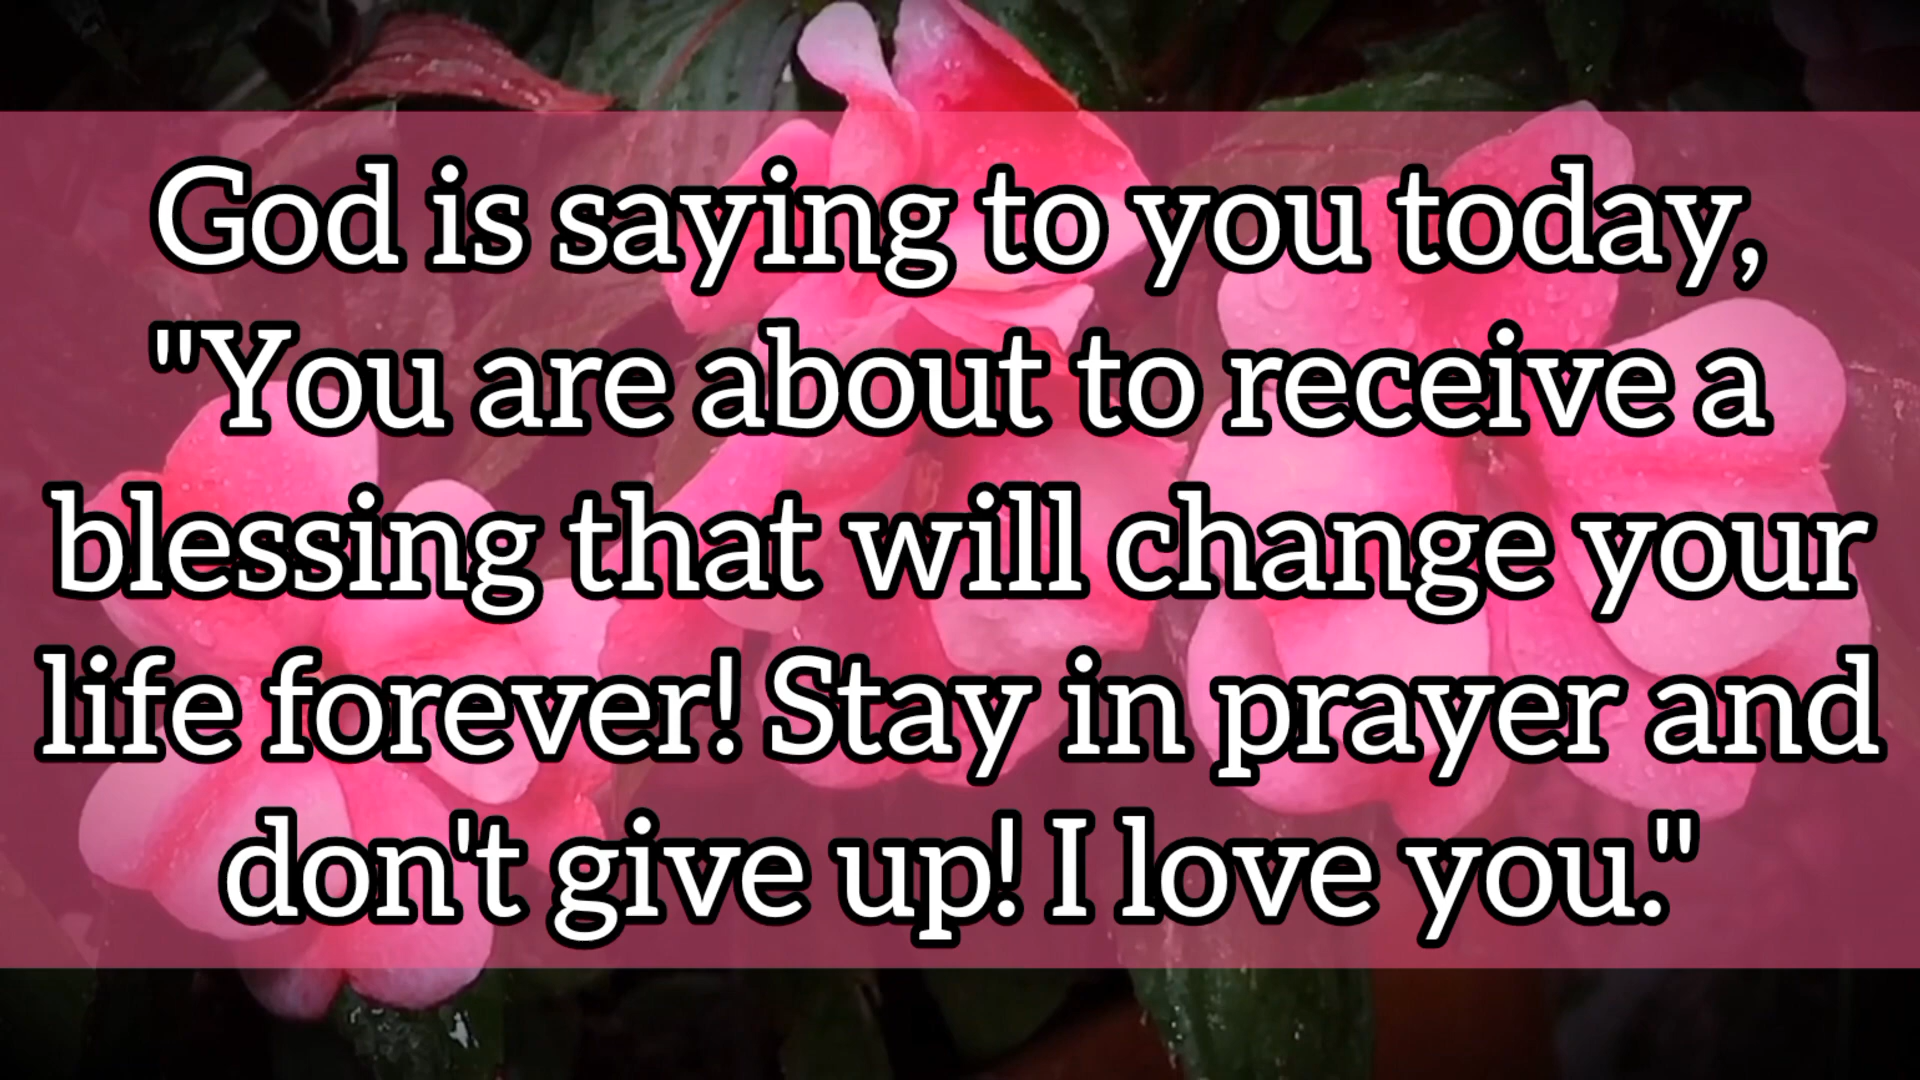 God is saying to you today,
"You are about to receive a
blessing that will change your
life forever! Stay in prayer and
don't give up! I love you."